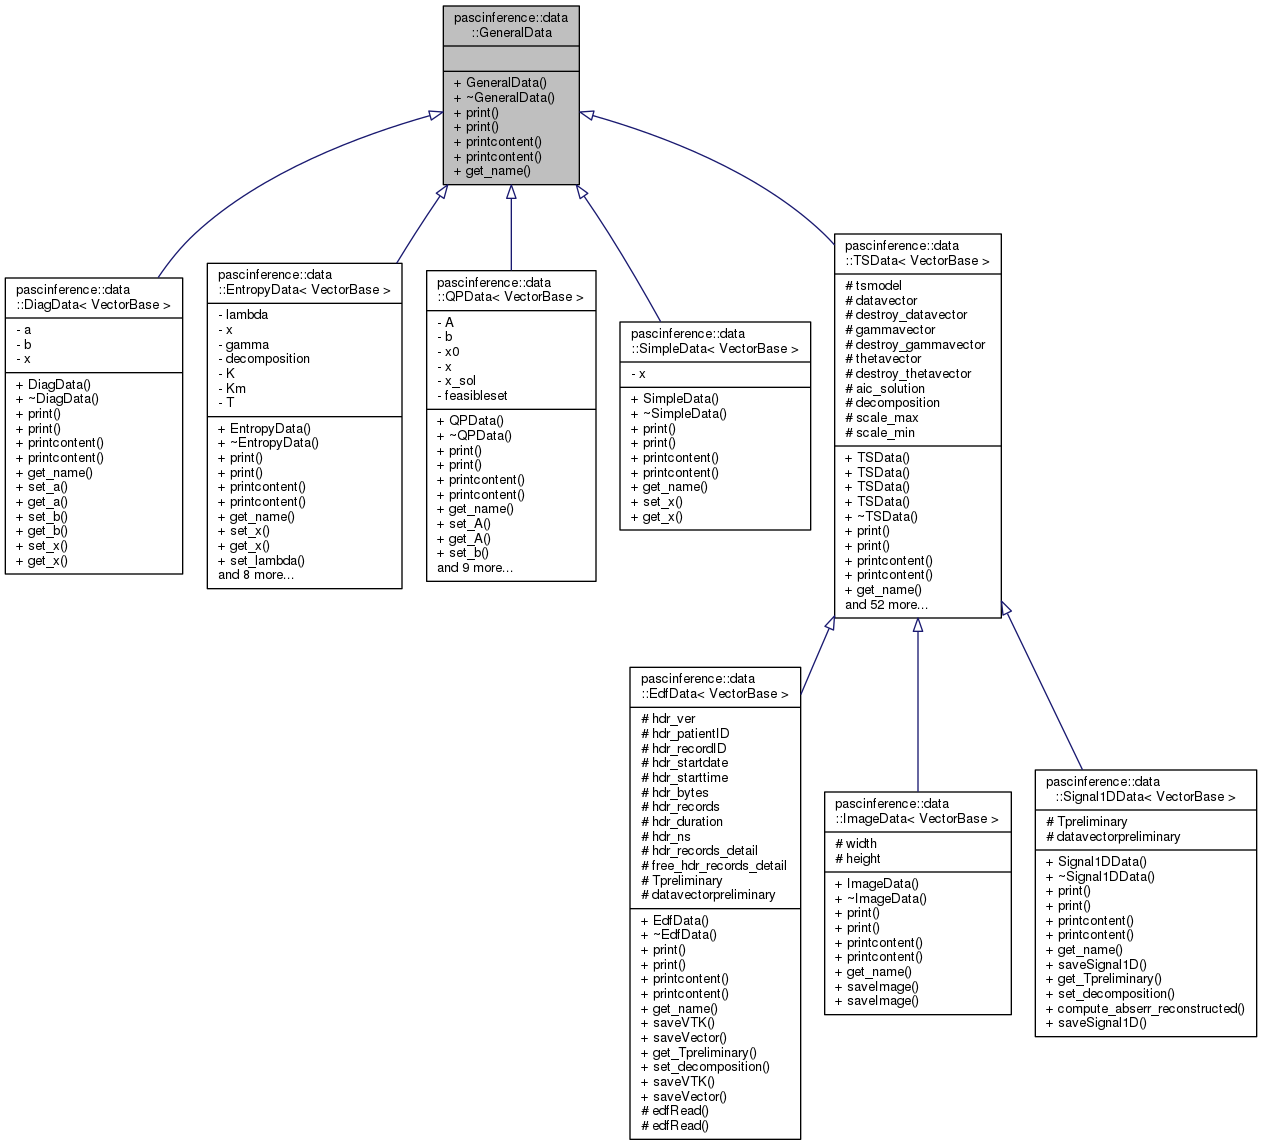 pascinference::data
::GeneralData
+ GeneralData()
+ ~GeneralData()
+ print()
+ print()
+ printcontent()
+ printcontent()
+ get_name()
pascinference::data
::DiagData< VectorBase >
- a
- b
- x
+ DiagData()
+ ~DiagData()
+ print()
+ print()
+ printcontent()
+ printcontent()
+ get_name()
+ set_a()
+ get_a()
+ set_b()
+ get_b()
+ set_x()
+ get_x()
pascinference::data
::EntropyData< VectorBase >
- lambda
- x
- gamma
- decomposition
- K
- Km
- T
+ EntropyData()
+ ~EntropyData()
+ print()
+ print()
+ printcontent()
+ printcontent()
+ get_name()
+ set_x()
+ get_x()
+ set_lambda()
and 8 more...
pascinference::data
::QPData< VectorBase >
- A
- b
- x0
- x
- x_sol
- feasibleset
+ QPData()
+ ~QPData()
+ print()
+ print()
+ printcontent()
+ printcontent()
+ get_name()
+ set_A()
+ get_A()
+ set_b()
and 9 more...
pascinference::data
::SimpleData< VectorBase >
- x
+ SimpleData()
+ ~SimpleData()
+ print()
+ print()
+ printcontent()
+ printcontent()
+ get_name()
+ set_x()
+ get_x()
pascinference::data
::TSData< VectorBase >
# tsmodel
# datavector
# destroy_datavector
# gammavector
# destroy_gammavector
# thetavector
# destroy_thetavector
# aic_solution
# decomposition
# scale_max
# scale_min
+ TSData()
+ TSData()
+ TSData()
+ TSData()
+ ~TSData()
+ print()
+ print()
+ printcontent()
+ printcontent()
+ get_name()
and 52 more...
pascinference::data
::EdfData< VectorBase >
# hdr_ver
# hdr_patientID
# hdr_recordID
# hdr_startdate
# hdr_starttime
# hdr_bytes
# hdr_records
# hdr_duration
# hdr_ns
# hdr_records_detail
# free_hdr_records_detail
# Tpreliminary
# datavectorpreliminary
+ EdfData()
+ ~EdfData()
+ print()
+ print()
+ printcontent()
+ printcontent()
+ get_name()
+ saveVTK()
+ saveVector()
+ get_Tpreliminary()
+ set_decomposition()
+ saveVTK()
+ saveVector()
# edfRead()
# edfRead()
pascinference::data
::ImageData< VectorBase >
# width
# height
+ ImageData()
+ ~ImageData()
+ print()
+ print()
+ printcontent()
+ printcontent()
+ get_name()
+ saveImage()
+ saveImage()
pascinference::data
::Signal1DData< VectorBase >
# Tpreliminary
# datavectorpreliminary
+ Signal1DData()
+ ~Signal1DData()
+ print()
+ print()
+ printcontent()
+ printcontent()
+ get_name()
+ saveSignal1D()
+ get_Tpreliminary()
+ set_decomposition()
+ compute_abserr_reconstructed()
+ saveSignal1D()